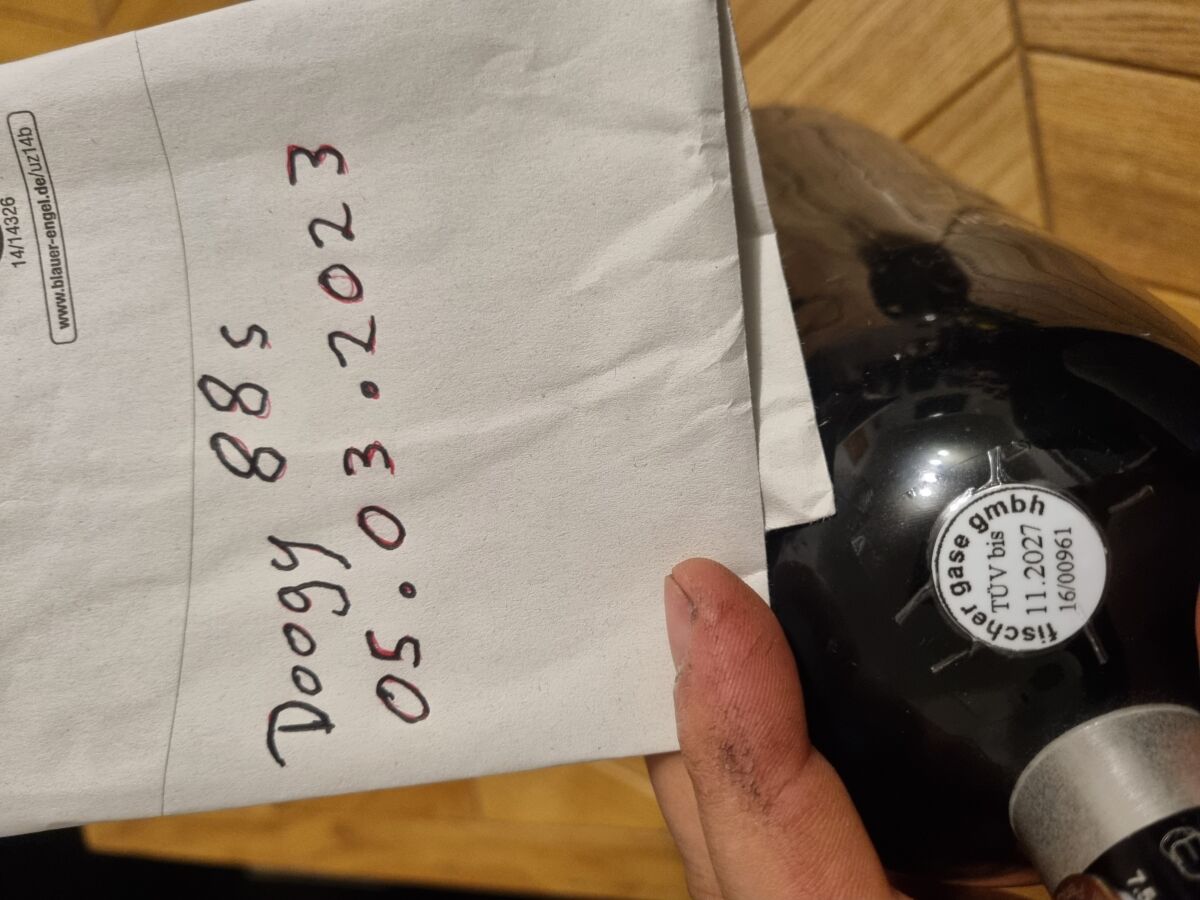 14/14326
www.blauer-engel.de/uz14b
Doogy 88s
05.03.2023
fischer gase gmbh
TÜV bis
11.2027
16/00961